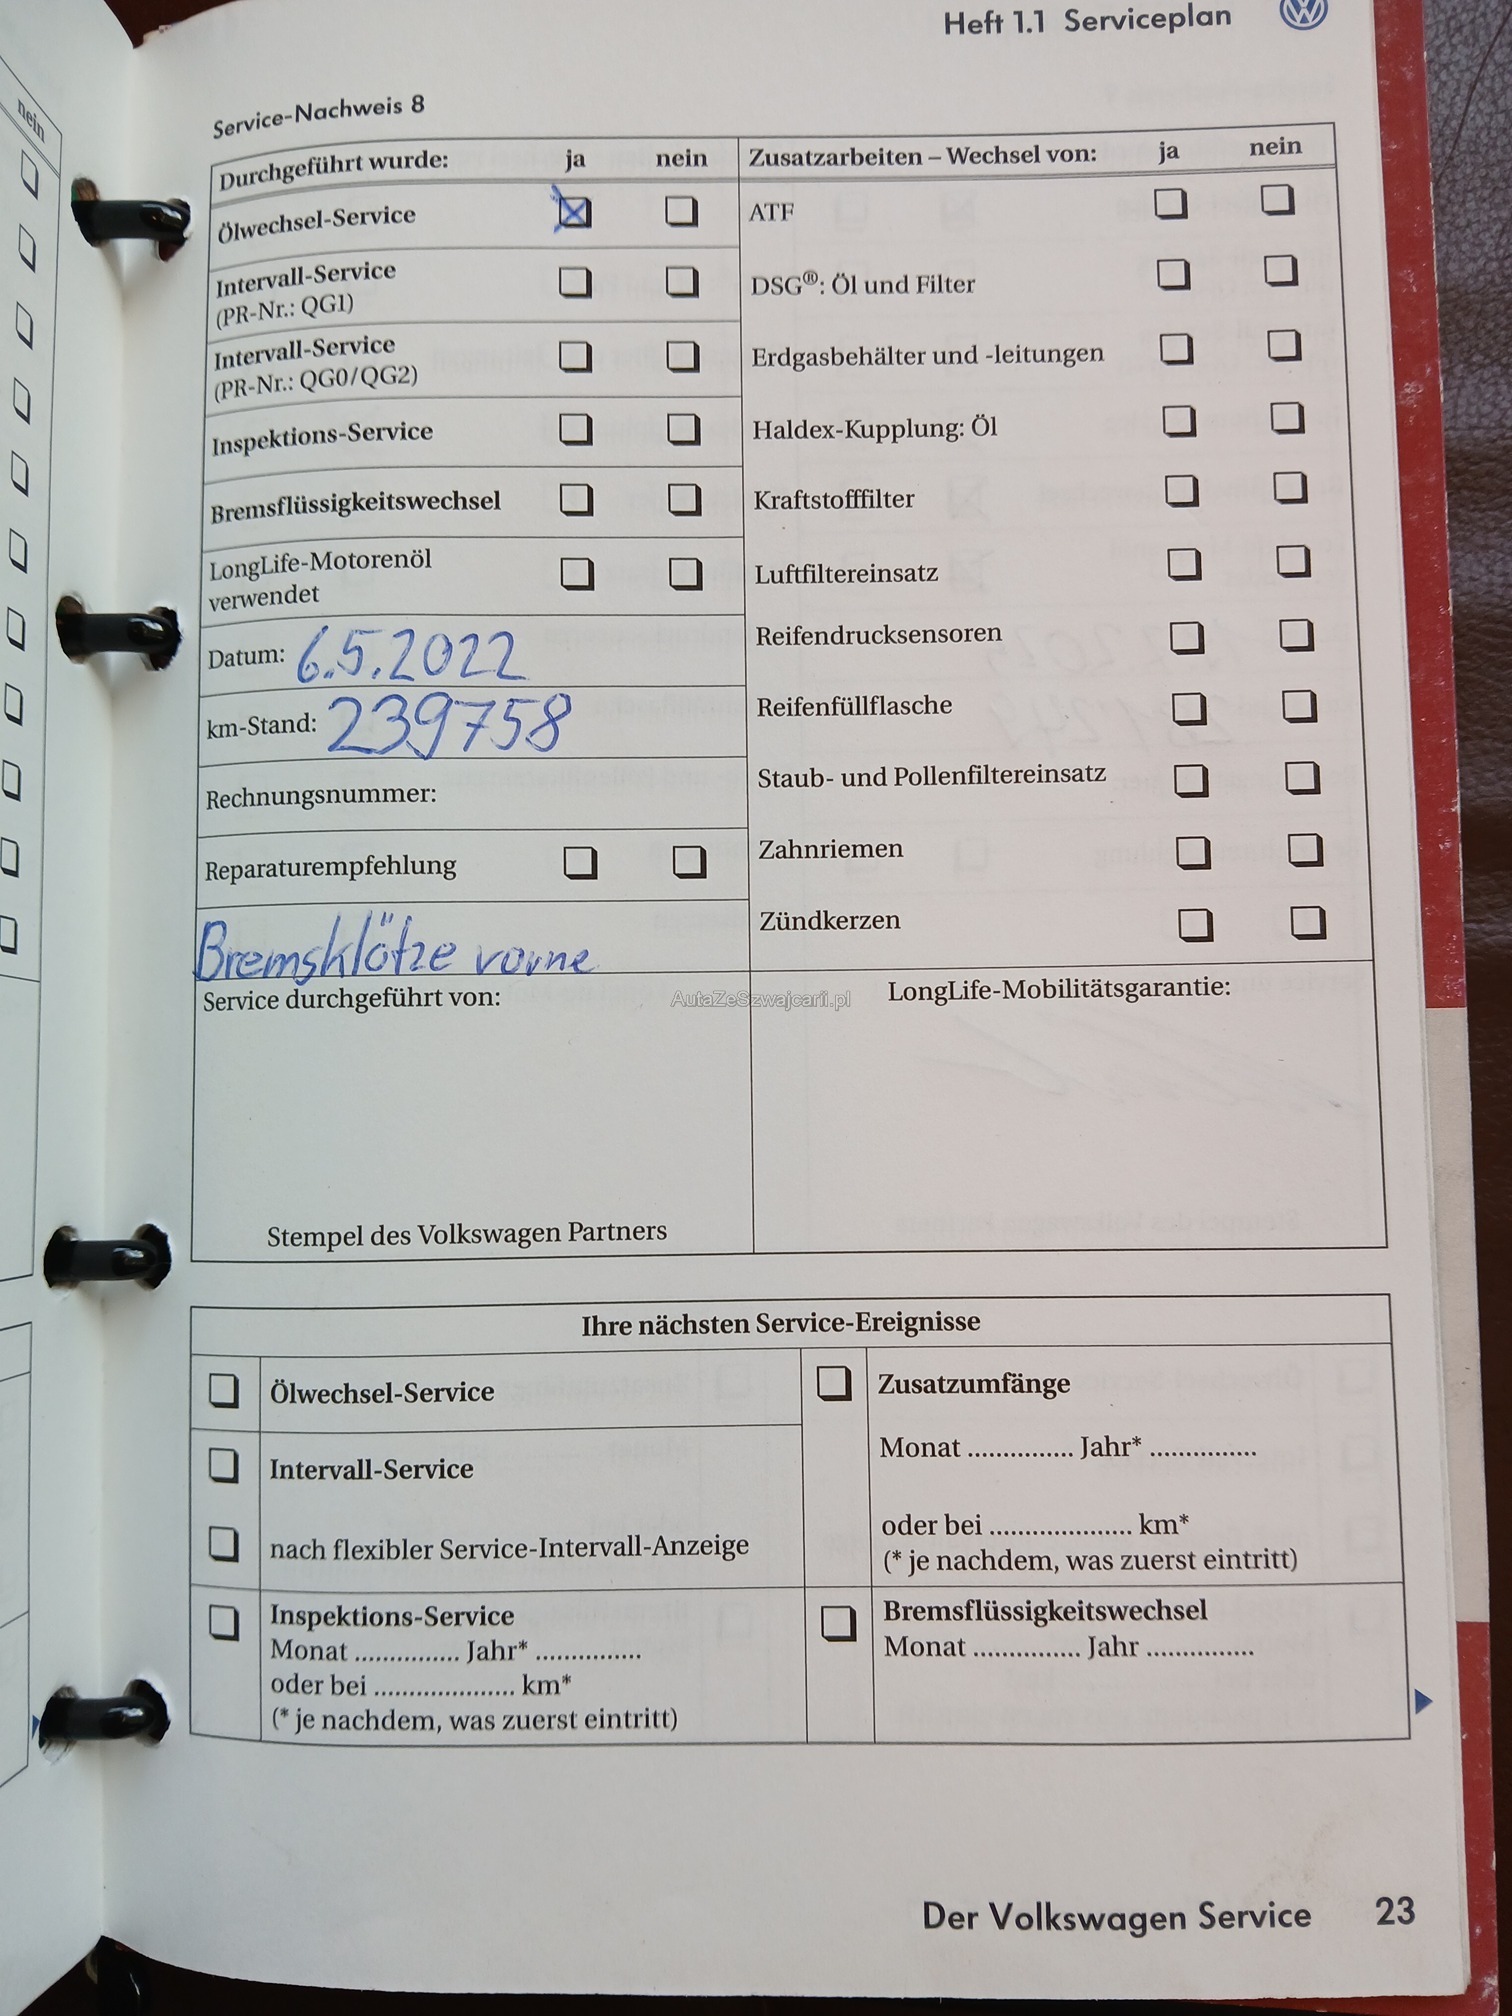 Heft 1.1 Serviceplan
nein
Service-Nachweis 8
Durchgeführt wurde: ja nein
Ölwechsel-Service
Intervall-Service
(PR-Nr.: QG1)
Intervall-Service
(PR-Nr.: QG0/QG2)
Inspektions-Service
Bremsflüssigkeitswechsel
LongLife-Motorenöl
verwendet
Datum: 6.5.2022
km-Stand: 239758
Rechnungsnummer:
Reparaturempfehlung
Bremsklötze vorne
Zusatzarbeiten – Wechsel von: ja nein
ATF
DSG®: Öl und Filter
Erdgasbehälter und -leitungen
Haldex-Kupplung: Öl
Kraftstofffilter
Luftfiltereinsatz
Reifendrucksensoren
Reifenfüllflasche
Staub- und Pollenfiltereinsatz
Zahnriemen
Zündkerzen
Service durchgeführt von:
AutaZeSzwajcarii.pl
LongLife-Mobilitätsgarantie:
Stempel des Volkswagen Partners
Ihre nächsten Service-Ereignisse
Ölwechsel-Service
Intervall-Service
nach flexibler Service-Intervall-Anzeige
Inspektions-Service
Monat ............... Jahr* ...............
oder bei .................... km*
(* je nachdem, was zuerst eintritt)
Zusatzumfänge
Monat ............... Jahr* ...............
oder bei .................... km*
(* je nachdem, was zuerst eintritt)
Bremsflüssigkeitswechsel
Monat ............... Jahr ...............
Der Volkswagen Service 23